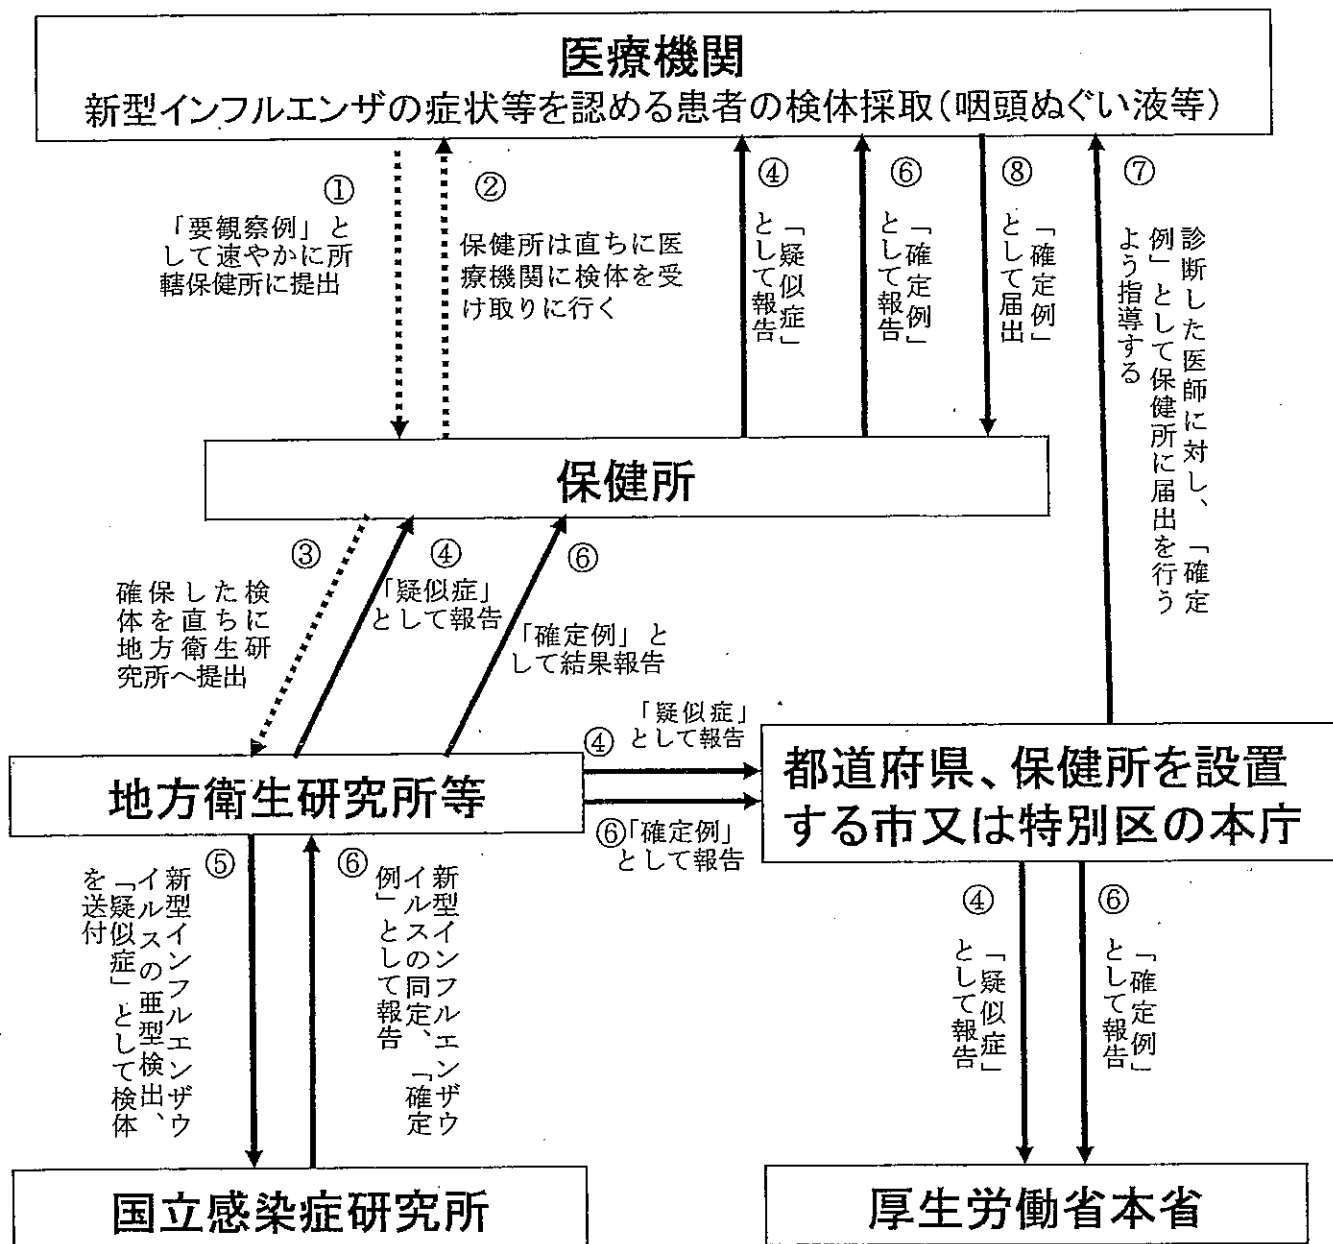 医療機関
新型インフルエンザの症状等を認める患者の検体採取（咽頭ぬぐい液等）
①
「要観察例」と
して速やかに所
轄保健所に提出
②
保健所は直ちに医
療機関に検体を受
け取りに行く
④
「疑似症」
として報告
⑥
「確定例」
として報告
⑧
「確定例」
として届出
⑦
診断した医師に対し、「確定
例」として保健所に届出を行う
よう指導する
保健所
③
確保した検
体を直ちに
地方衛生研
究所へ提出
④
「疑似症」
として報告
⑥
「確定例」と
して結果報告
④
「疑似症」
として報告
⑥
「確定例」
として報告
地方衛生研究所等
都道府県、保健所を設置
する市又は特別区の本庁
⑤
新型インフルエンザウ
イルスの亜型検出、
「疑似症」として検体
を送付
⑥
新型インフルエンザウ
イルスの同定、「確定
例」として報告
④
「疑似症」
として報告
⑥
「確定例」
として報告
国立感染症研究所
厚生労働省本省